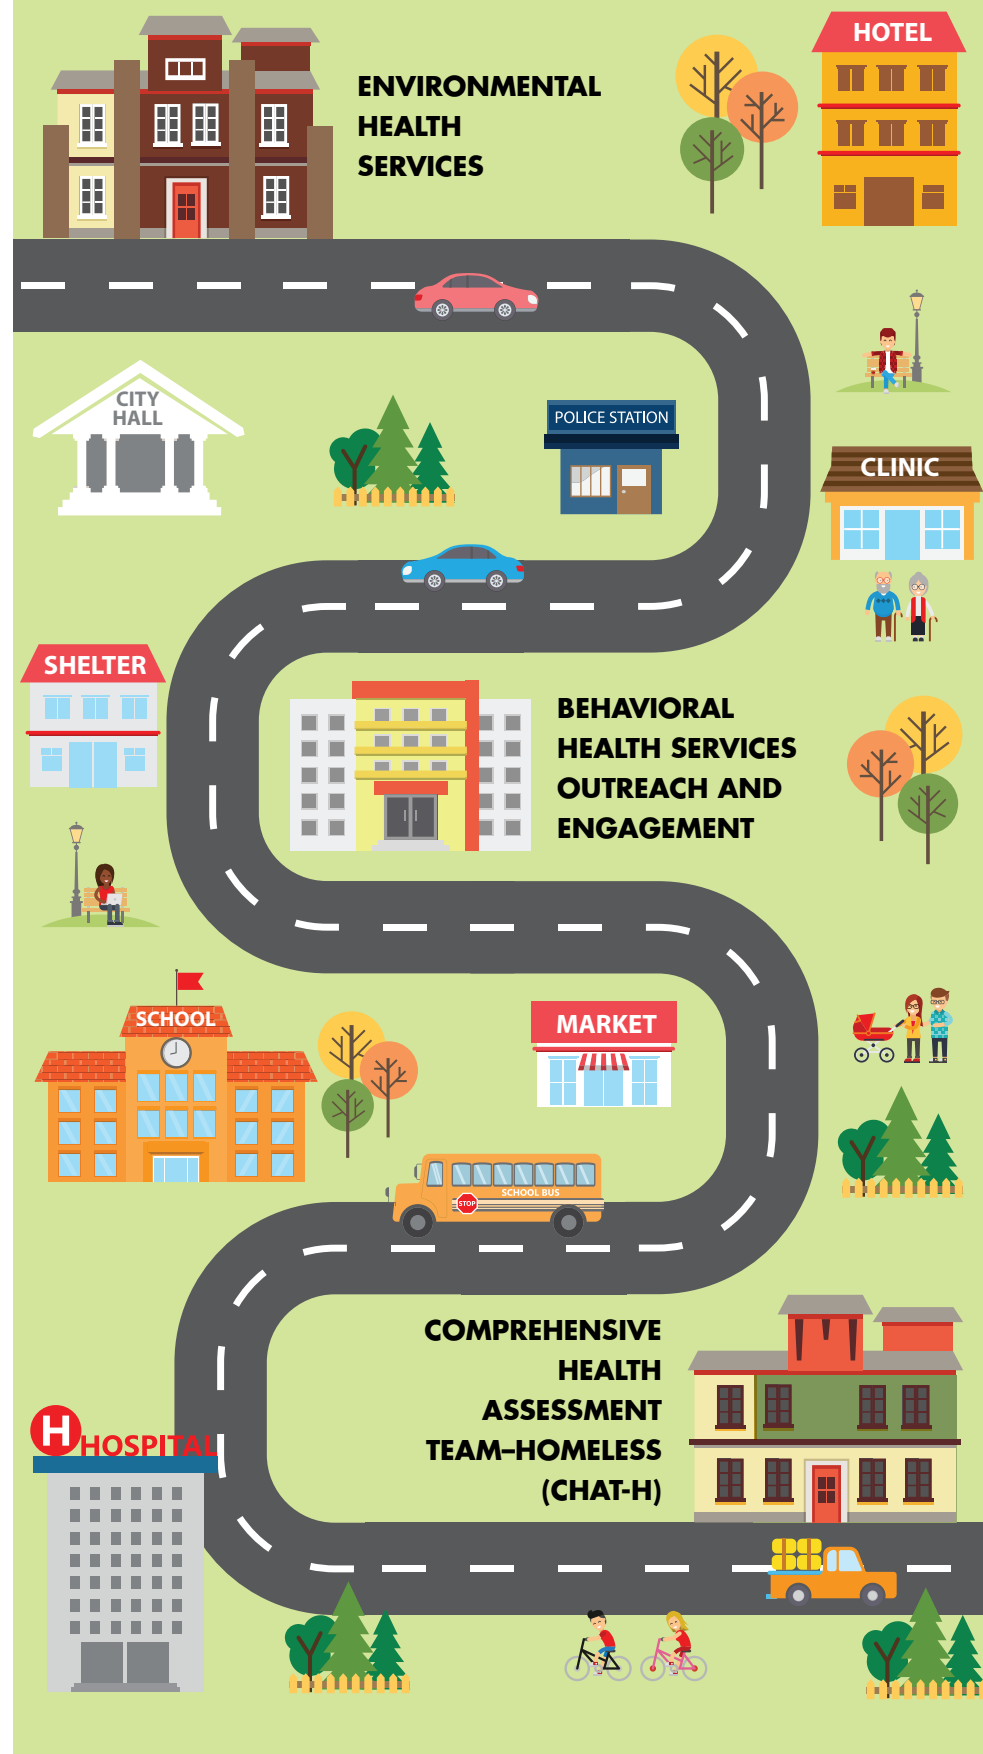 HOTEL
ENVIRONMENTAL
HEALTH
SERVICES
CITY
HALL
POLICE STATION
CLINIC
SHELTER
BEHAVIORAL
HEALTH SERVICES
OUTREACH AND
ENGAGEMENT
SCHOOL
MARKET
SCHOOL BUS
STOP
COMPREHENSIVE
HEALTH
ASSESSMENT
TEAM–HOMELESS
(CHAT-H)
H HOSPITAL